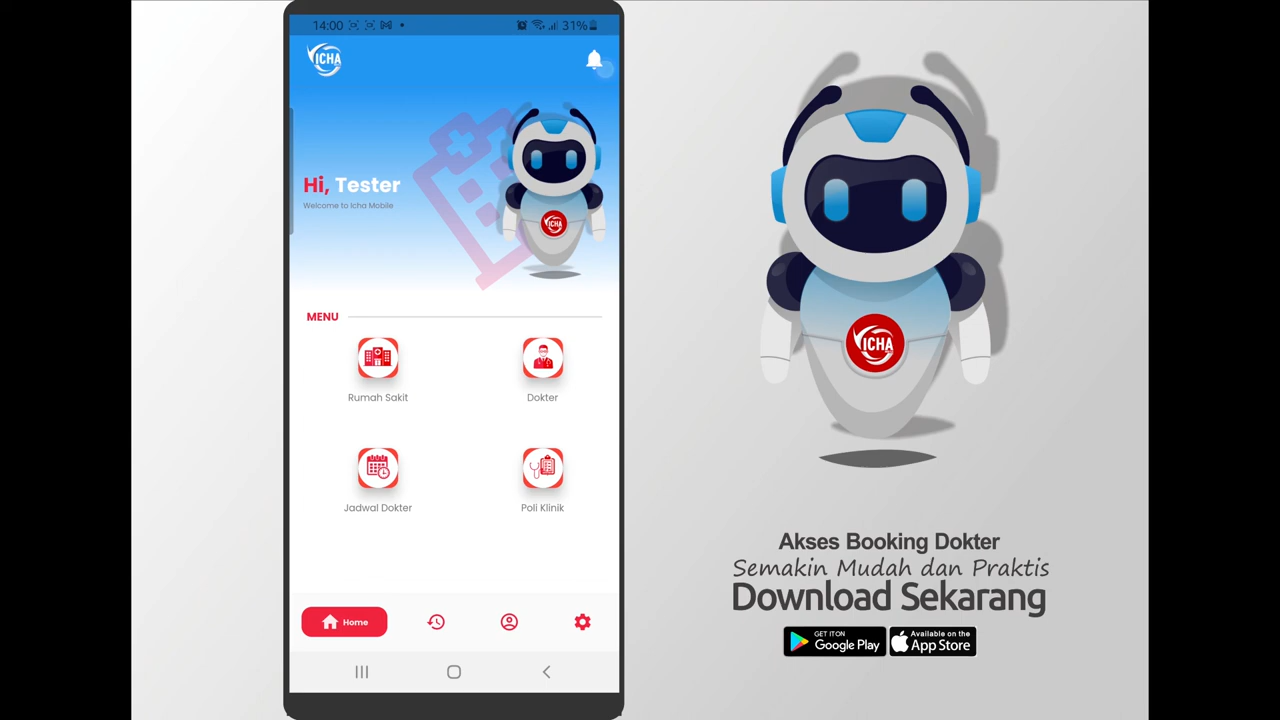 14:00
31%
ICHA
Hi, Tester
Welcome to Icha Mobile
ICHA
MENU
Rumah Sakit
Dokter
Jadwal Dokter
Poli Klinik
Home
ICHA
Akses Booking Dokter
Semakin Mudah dan Praktis
Download Sekarang
GET IT ON
Google Play
Available on the
App Store